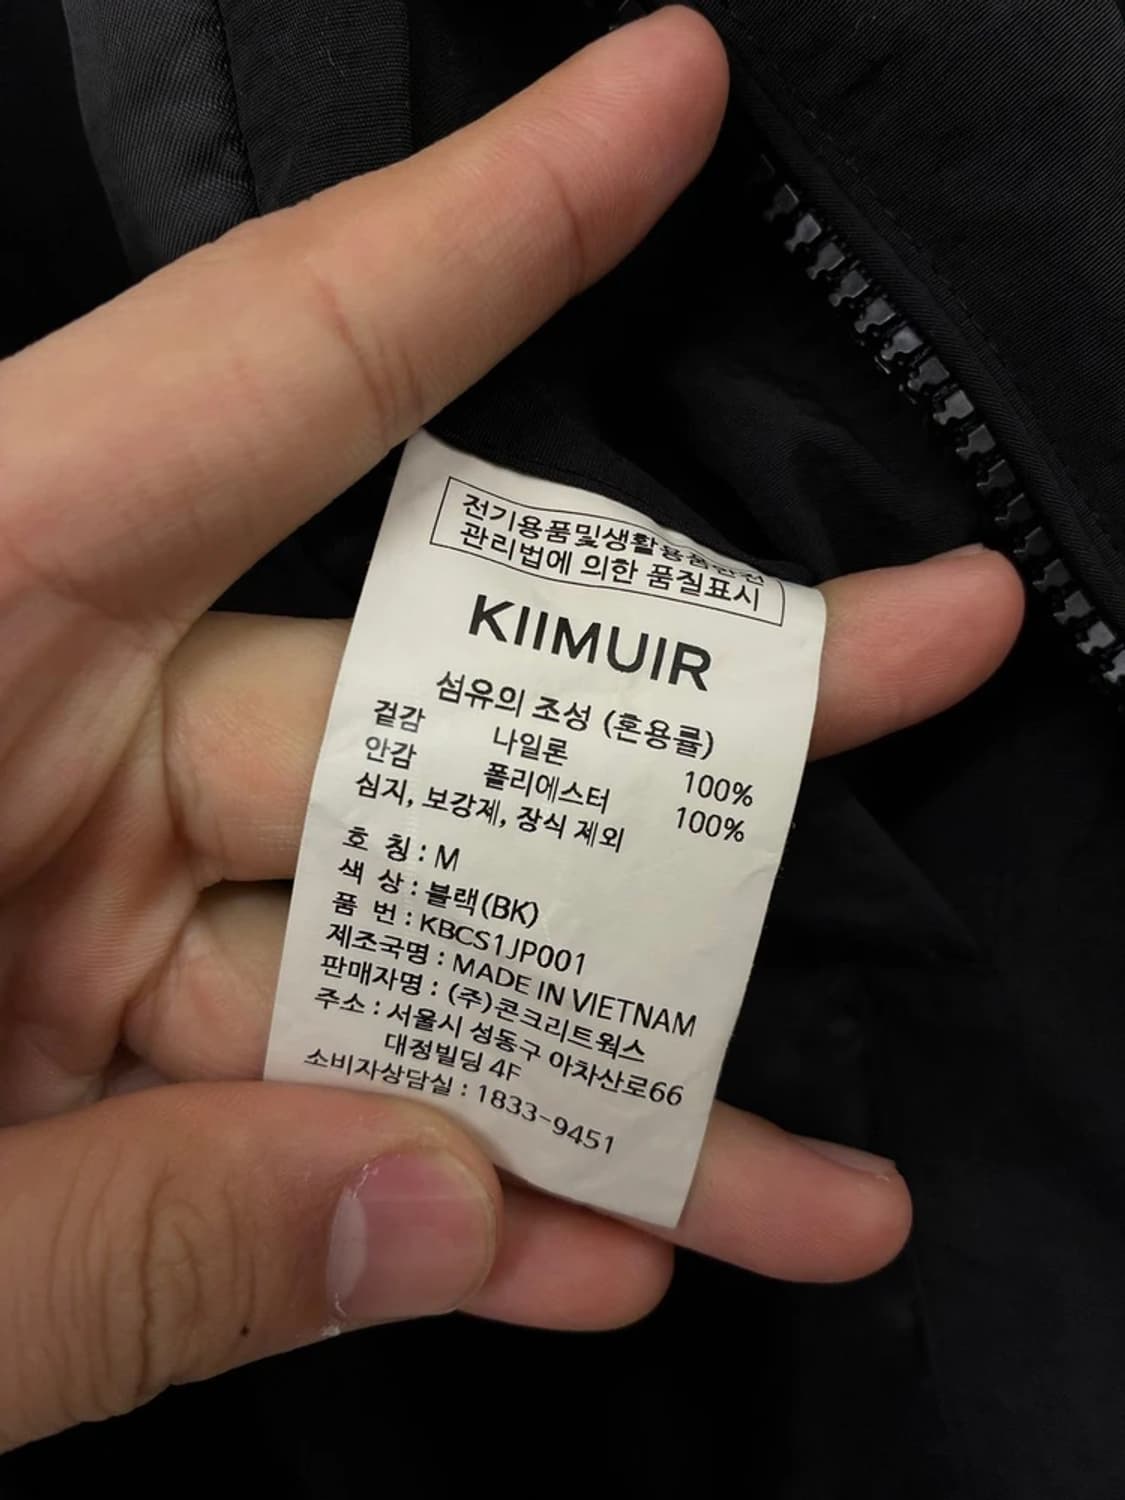 전기용품및생활용품안전
관리법에 의한 품질표시
KIIMUIR
섬유의 조성 (혼용률)
겉감 나일론 100%
안감 폴리에스터 100%
심지, 보강제, 장식 제외
호 칭 : M
색 상 : 블랙(BK)
품 번 : KBCS1JP001
제조국명 : MADE IN VIETNAM
판매자명 : (주)콘크리트웍스
주소 : 서울시 성동구 아차산로66
대정빌딩 4F
소비자상담실 : 1833-9451